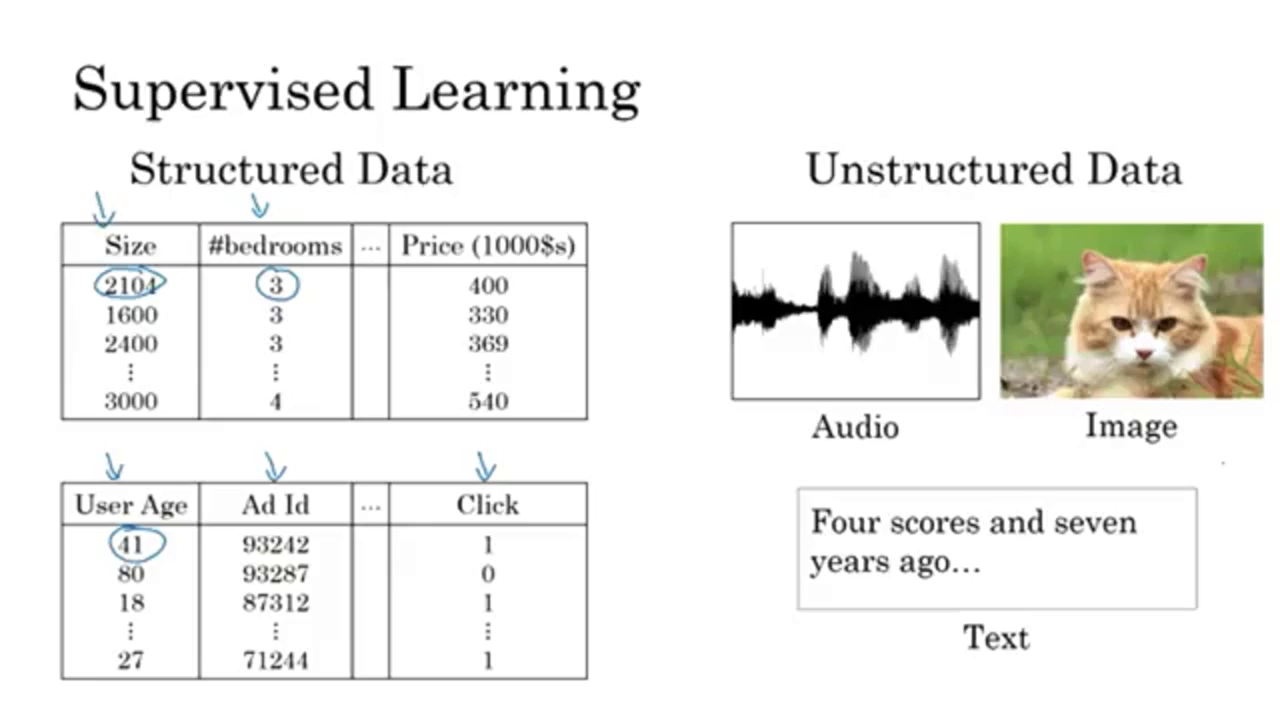 Supervised Learning
Structured Data
Size #bedrooms ... Price (1000$s)
2104 3 400
1600 3 330
2400 3 369
⋮ ⋮ ⋮
3000 4 540
User Age Ad Id ... Click
41 93242 1
80 93287 0
18 87312 1
⋮ ⋮ ⋮
27 71244 1
Unstructured Data
Audio Image
Four scores and seven
years ago...
Text